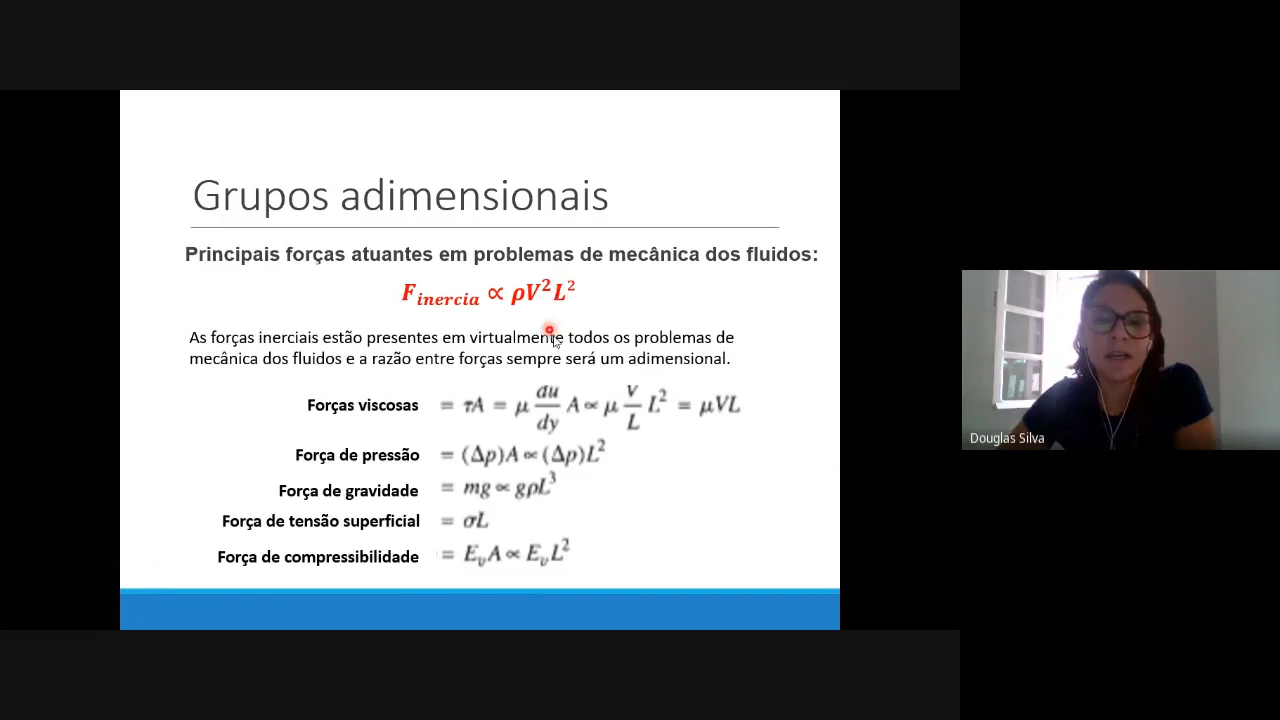 Grupos adimensionais
Principais forças atuantes em problemas de mecânica dos fluidos:
F_inercia ∝ ρV²L²
As forças inerciais estão presentes em virtualmente todos os problemas de
mecânica dos fluidos e a razão entre forças sempre será um adimensional.
Forças viscosas = τA = μ du/dy A ∝ μ V/L L² = μVL
Força de pressão = (Δp)A ∝ (Δp)L²
Força de gravidade = mg ∝ gρL³
Força de tensão superficial = σL
Força de compressibilidade = E_v A ∝ E_v L²
Douglas Silva